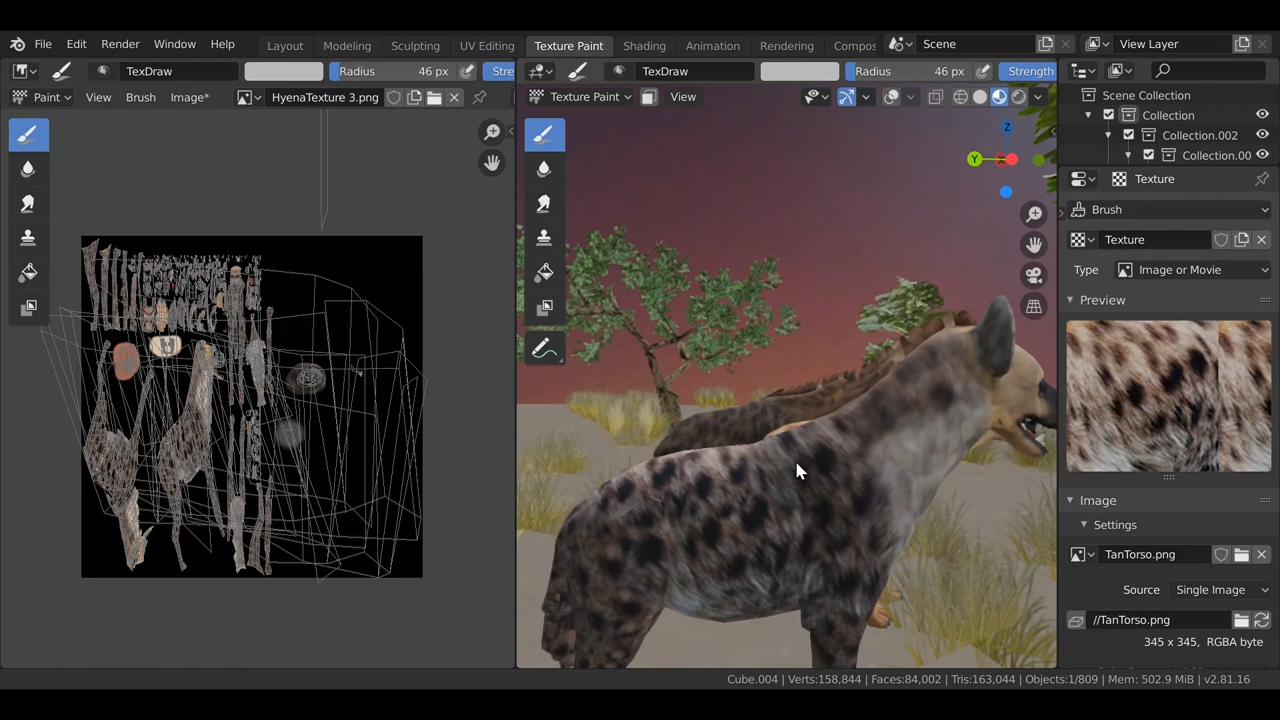 File Edit Render Window Help Layout Modeling Sculpting UV Editing Texture Paint Shading Animation Rendering Compos Scene View Layer
TexDraw Radius 46 px Stre TexDraw Radius 46 px Strength
Paint View Brush Image* HyenaTexture 3.png Texture Paint View
Scene Collection
Collection
Collection.002
Collection.00
Z
Y
Texture
Brush
Texture
Type Image or Movie
Preview
Image
Settings
TanTorso.png
Source Single Image
//TanTorso.png
345 x 345, RGBA byte
Cube.004 | Verts:158,844 | Faces:84,002 | Tris:163,044 | Objects:1/809 | Mem: 502.9 MiB | v2.81.16